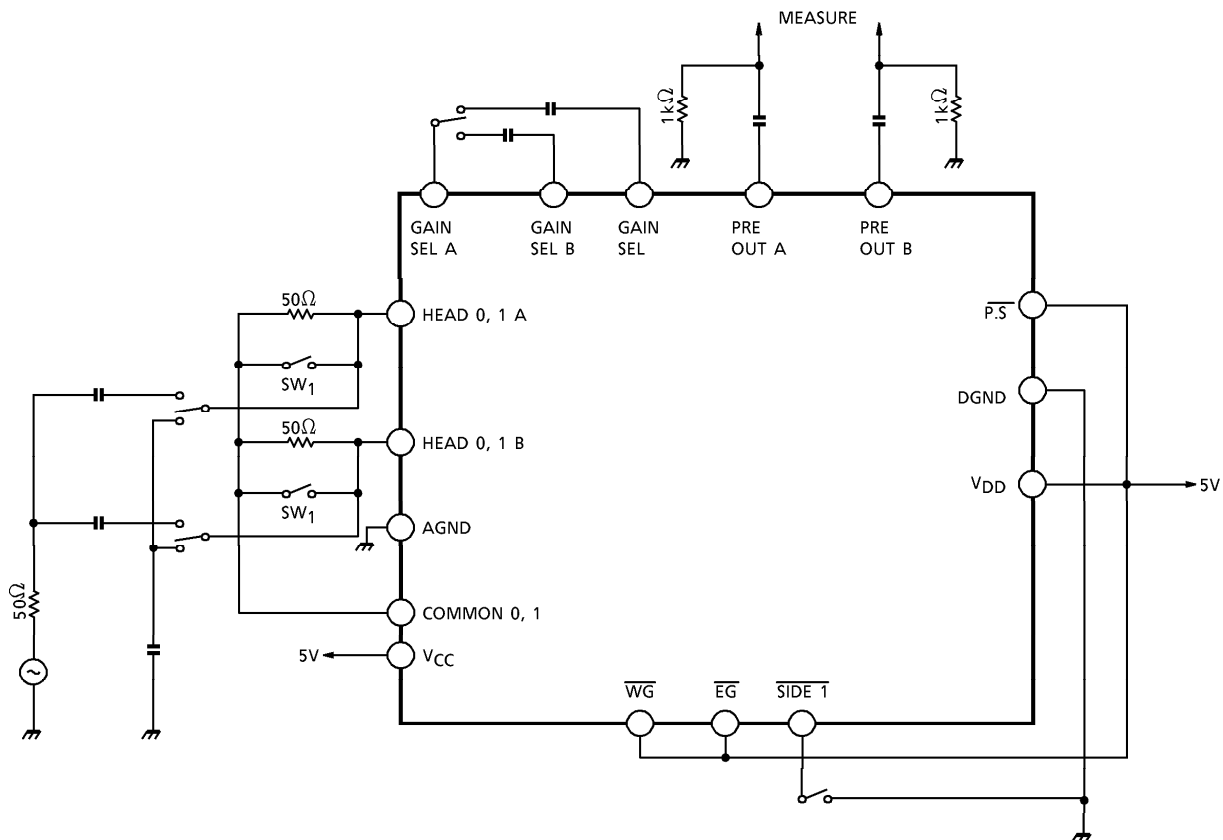 MEASURE
1kΩ
1kΩ
GAIN
SEL A
GAIN
SEL B
GAIN
SEL
PRE
OUT A
PRE
OUT B
50Ω
HEAD 0, 1 A
P.S
SW1
DGND
50Ω
HEAD 0, 1 B
VDD
5V
SW1
AGND
50Ω
COMMON 0, 1
5V
VCC
WG
EG
SIDE 1